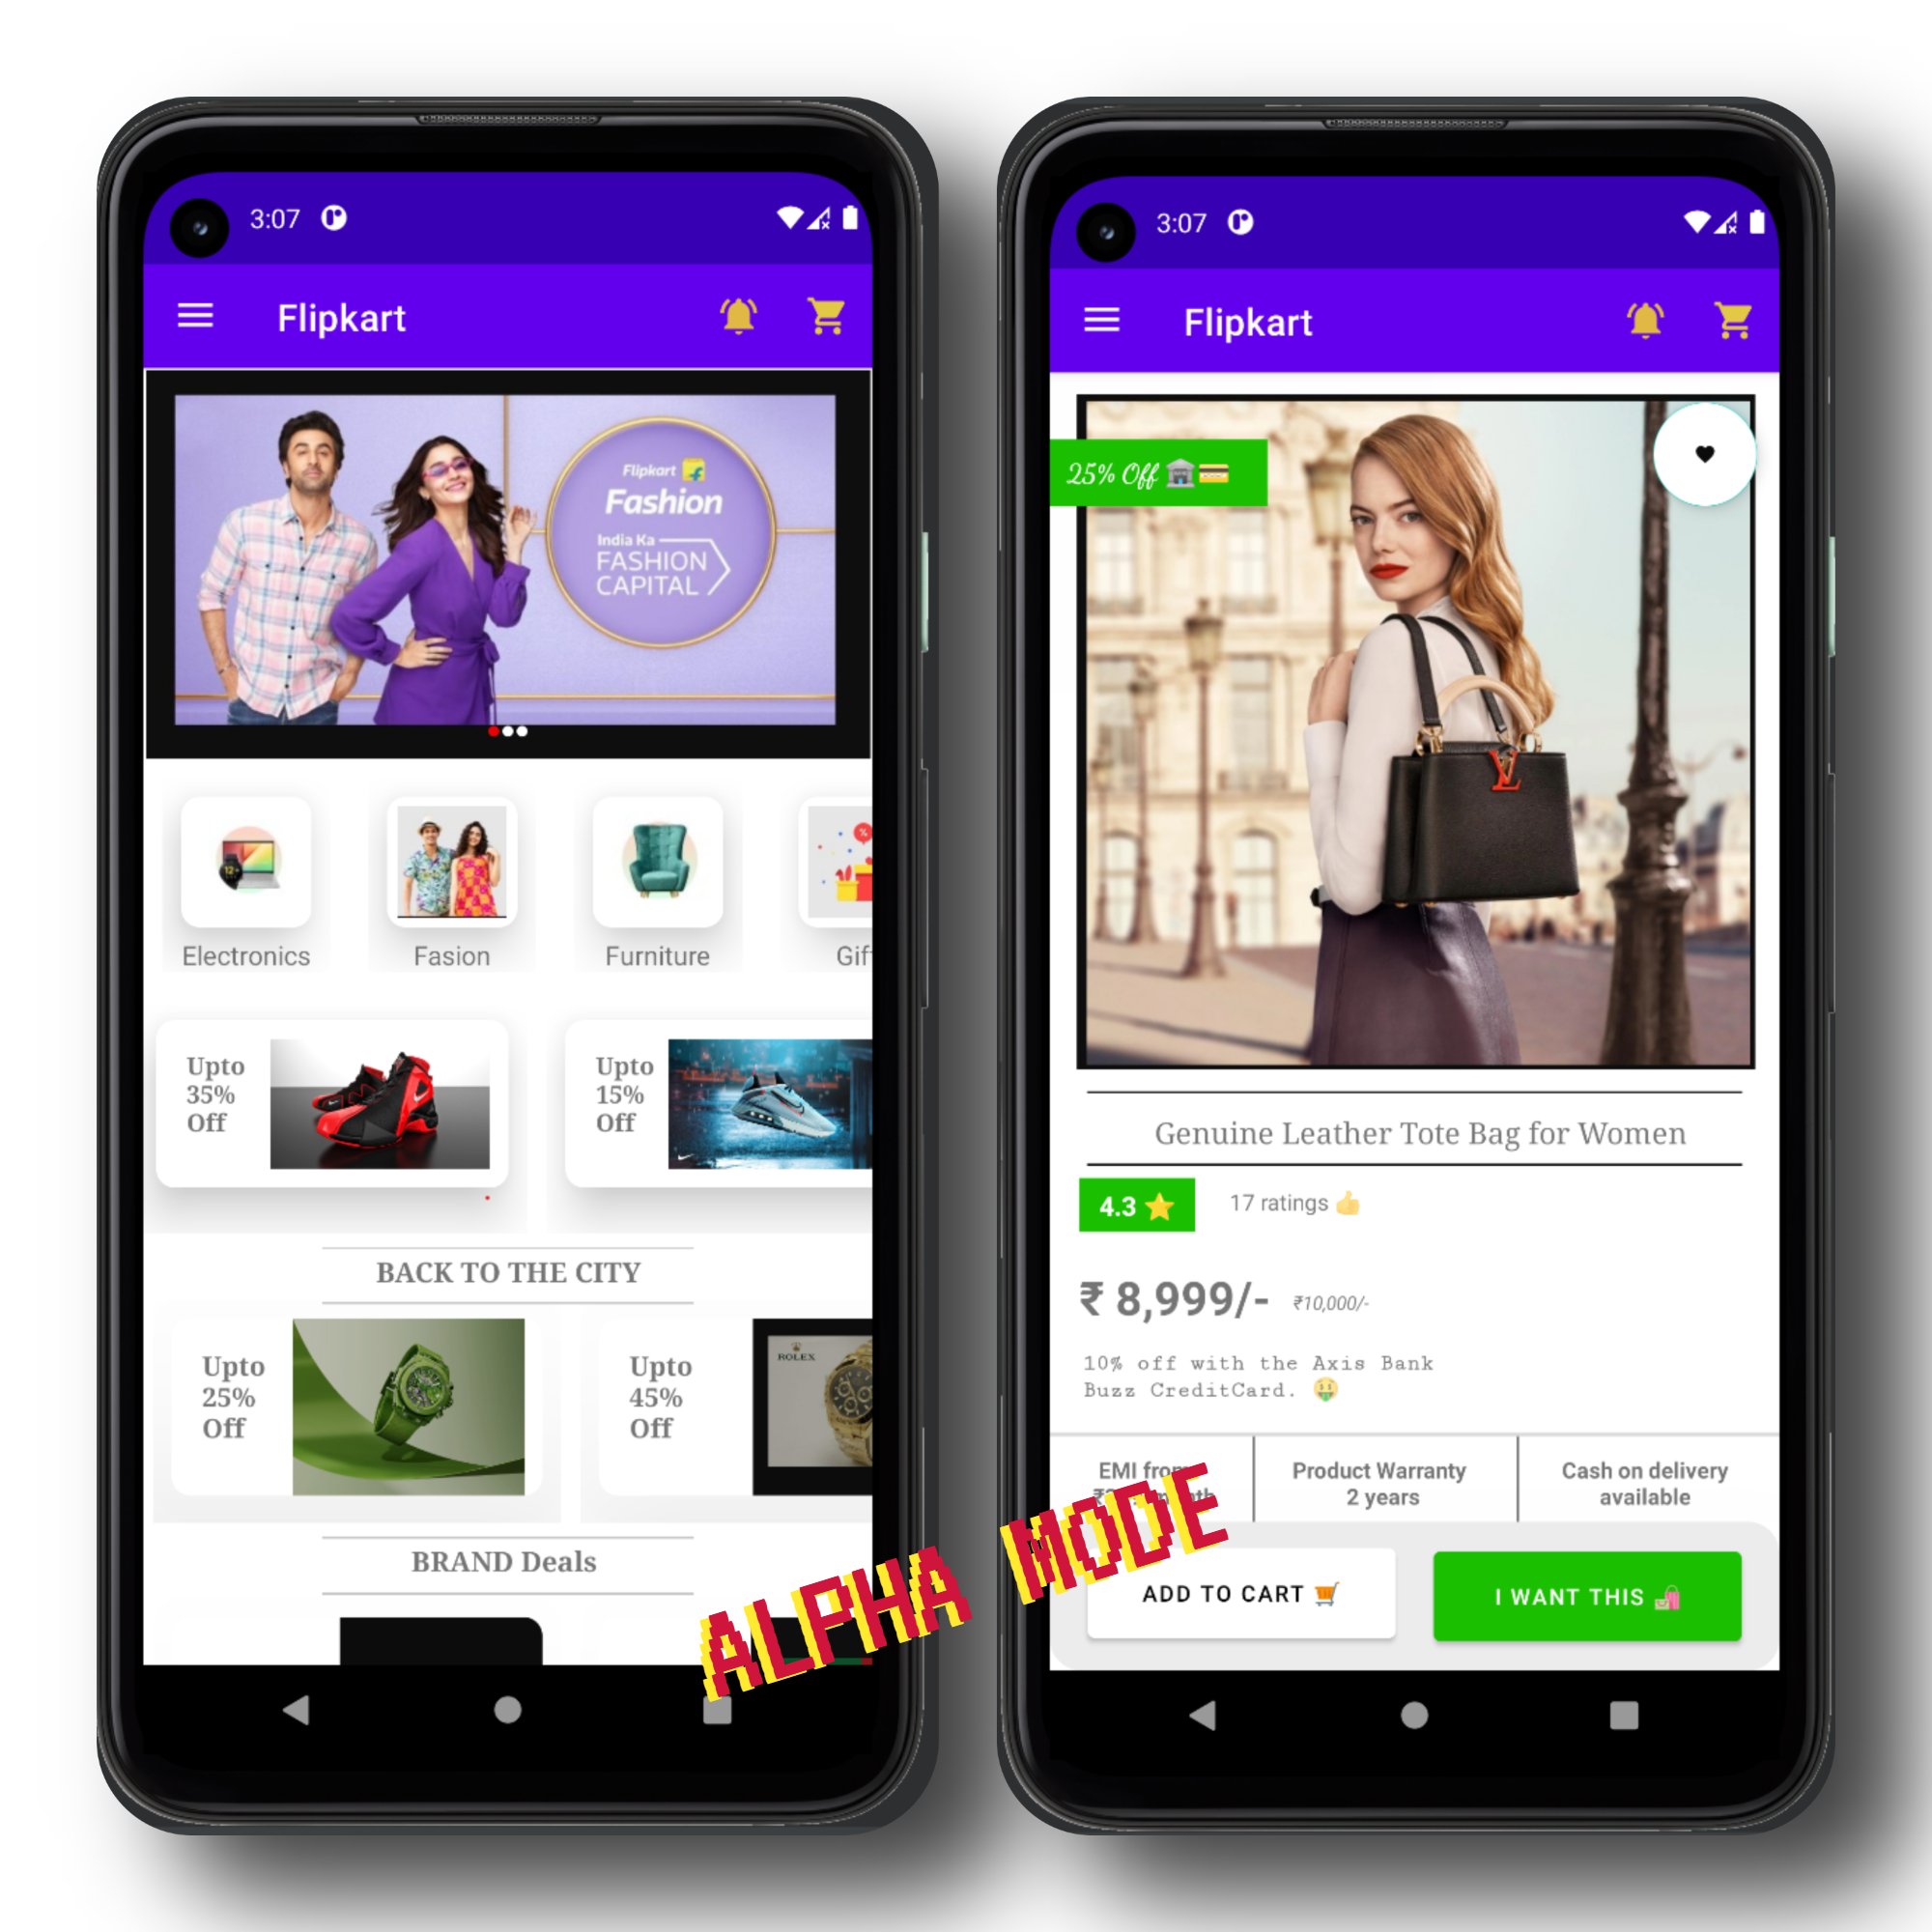 3:07
Flipkart
Flipkart
Fashion
India Ka
FASHION
CAPITAL
Electronics
Fasion
Furniture
Gif
Upto
35%
Off
Upto
15%
Off
BACK TO THE CITY
Upto
25%
Off
Upto
45%
Off
ROLEX
BRAND Deals
3:07
Flipkart
25% Off
LV
Genuine Leather Tote Bag for Women
4.3
17 ratings
₹ 8,999/- ₹10,000/-
10% off with the Axis Bank
Buzz CreditCard.
EMI from
Product Warranty
2 years
Cash on delivery
available
ADD TO CART
I WANT THIS
ALPHA MODE